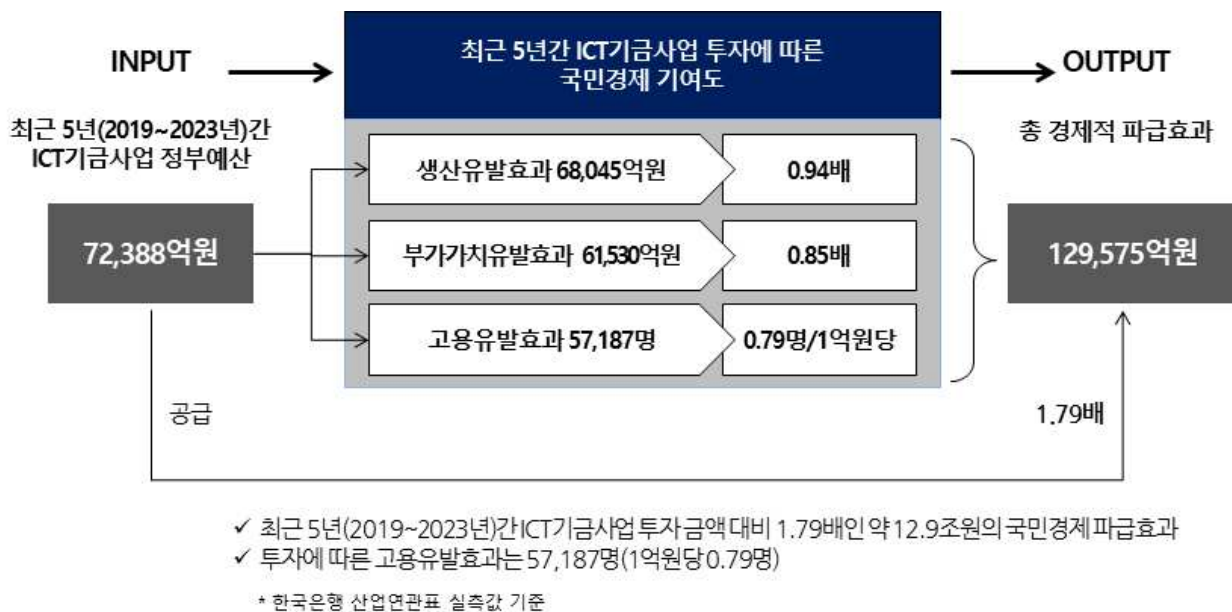 INPUT
최근 5년간 ICT기금사업 투자에 따른
국민경제 기여도
OUTPUT
최근 5년(2019~2023년)간
ICT기금사업 정부예산
총 경제적 파급효과
생산유발효과 68,045억원
0.94배
72,388억원
부가가치유발효과 61,530억원
0.85배
129,575억원
고용유발효과 57,187명
0.79명/1억원당
공급
1.79배
✓ 최근 5년(2019~2023년)간 ICT기금사업 투자 금액 대비 1.79배인 약 12.9조원의 국민경제 파급효과
✓ 투자에 따른 고용유발효과는 57,187명(1억원당 0.79명)
* 한국은행 산업연관표 실측값 기준